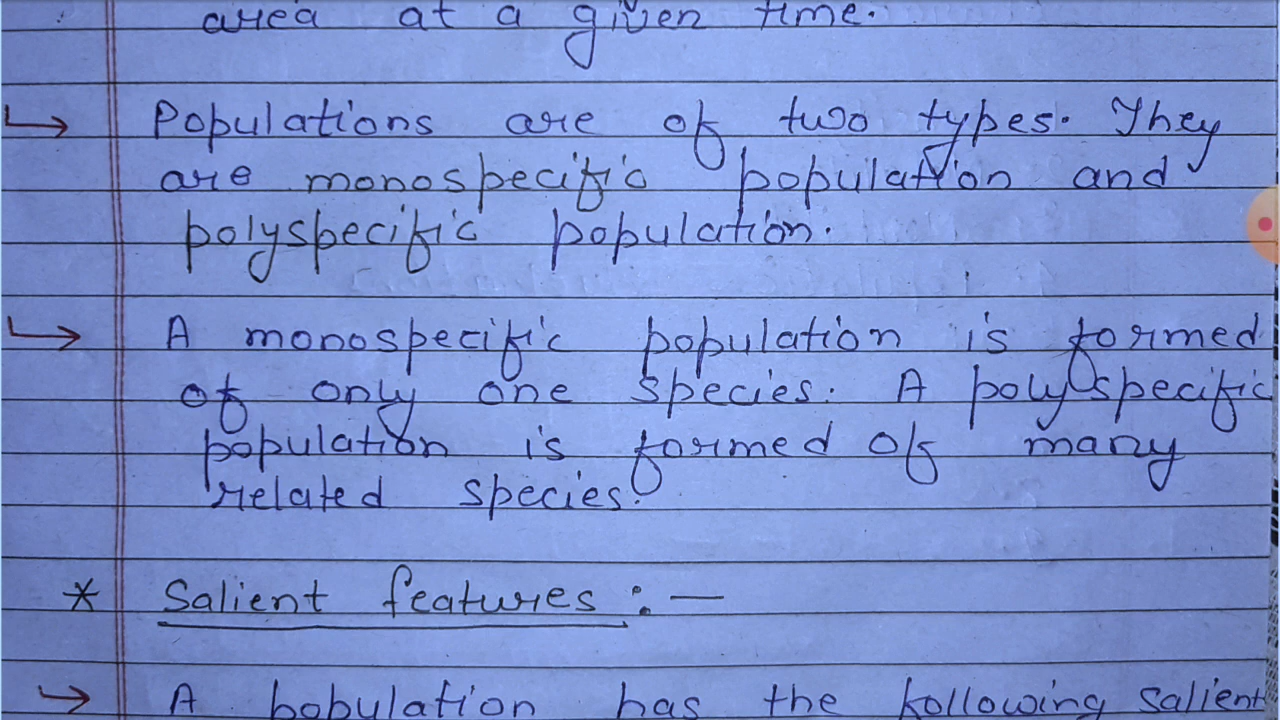 area at a given time.
↳ Populations are of two types. They
are monospecific population and
polyspecific population.
↳ A monospecific population is formed
of only one species. A polyspecific
population is formed of many
related species.
* Salient features :—
→ A population has the following salient